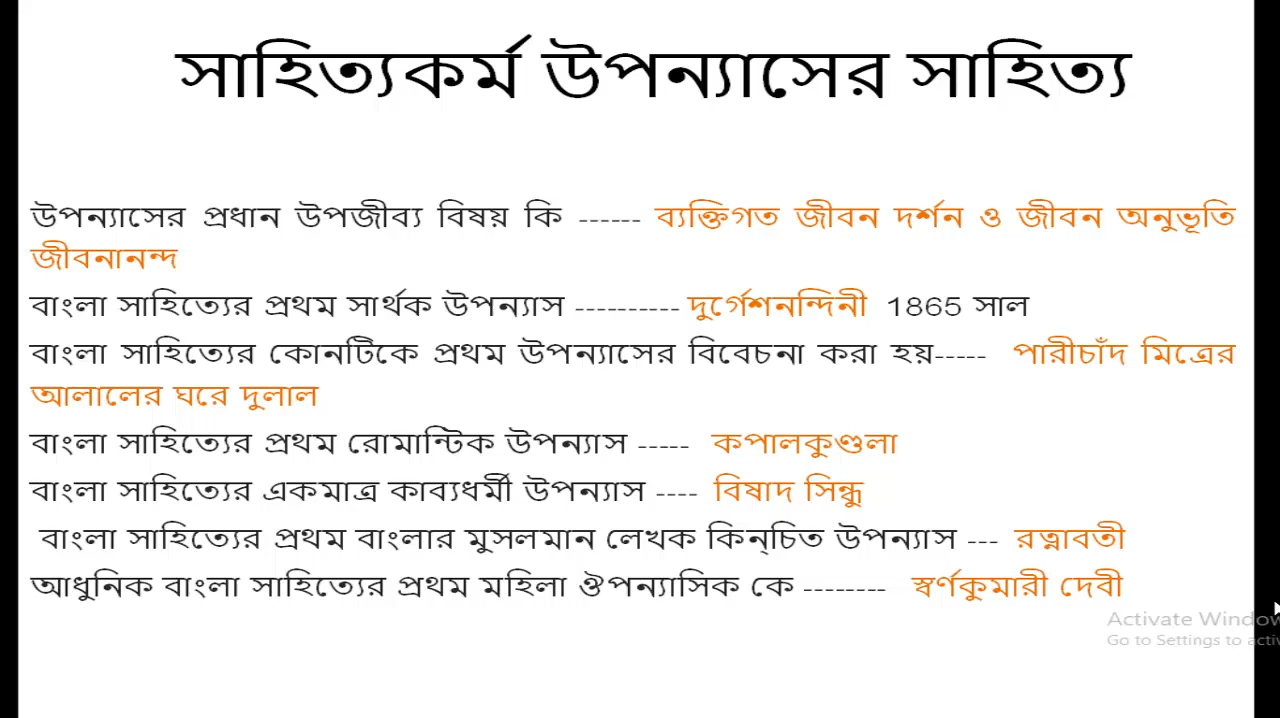 সাহিত্যকর্ম উপন্যাসের সাহিত্য
উপন্যাসের প্রধান উপজীব্য বিষয় কি ------ ব্যক্তিগত জীবন দর্শন ও জীবন অনুভূতি
জীবনানন্দ
বাংলা সাহিত্যের প্রথম সার্থক উপন্যাস ---------- দুর্গেশনন্দিনী 1865 সাল
বাংলা সাহিত্যের কোনটিকে প্রথম উপন্যাসের বিবেচনা করা হয়----- পারীচাঁদ মিত্রের
আলালের ঘরে দুলাল
বাংলা সাহিত্যের প্রথম রোমান্টিক উপন্যাস ----- কপালকুণ্ডলা
বাংলা সাহিত্যের একমাত্র কাব্যধর্মী উপন্যাস ---- বিষাদ সিন্ধু
বাংলা সাহিত্যের প্রথম বাংলার মুসলমান লেখক কিন্‌চিত উপন্যাস --- রত্নাবতী
আধুনিক বাংলা সাহিত্যের প্রথম মহিলা ঔপন্যাসিক কে -------- স্বর্ণকুমারী দেবী
Activate Windo
Go to Settings to acti